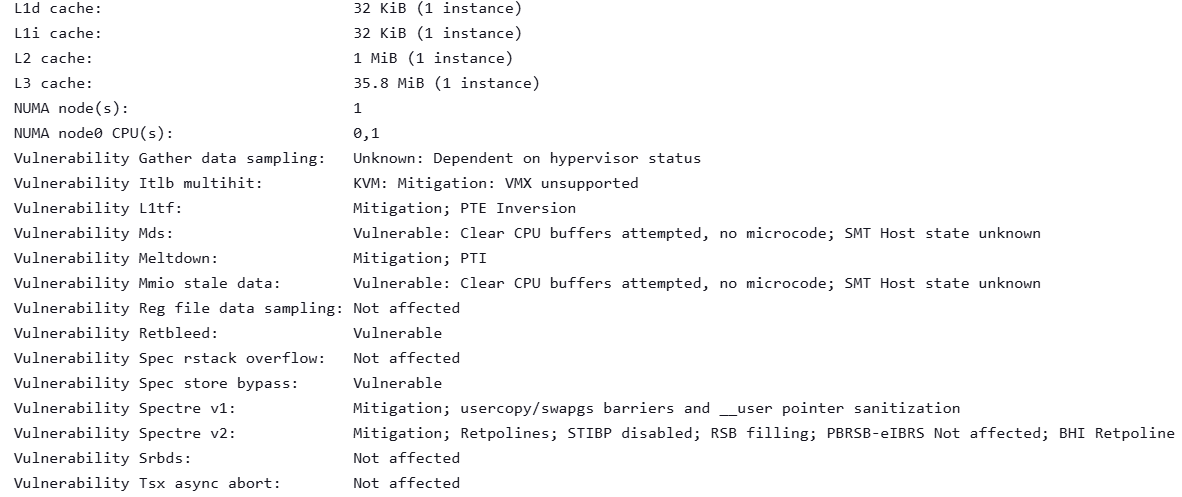 L1d cache: 32 KiB (1 instance)
L1i cache: 32 KiB (1 instance)
L2 cache: 1 MiB (1 instance)
L3 cache: 35.8 MiB (1 instance)
NUMA node(s): 1
NUMA node0 CPU(s): 0,1
Vulnerability Gather data sampling: Unknown: Dependent on hypervisor status
Vulnerability Itlb multihit: KVM: Mitigation: VMX unsupported
Vulnerability L1tf: Mitigation; PTE Inversion
Vulnerability Mds: Vulnerable: Clear CPU buffers attempted, no microcode; SMT Host state unknown
Vulnerability Meltdown: Mitigation; PTI
Vulnerability Mmio stale data: Vulnerable: Clear CPU buffers attempted, no microcode; SMT Host state unknown
Vulnerability Reg file data sampling: Not affected
Vulnerability Retbleed: Vulnerable
Vulnerability Spec rstack overflow: Not affected
Vulnerability Spec store bypass: Vulnerable
Vulnerability Spectre v1: Mitigation; usercopy/swapgs barriers and __user pointer sanitization
Vulnerability Spectre v2: Mitigation; Retpolines; STIBP disabled; RSB filling; PBRSB-eIBRS Not affected; BHI Retpoline
Vulnerability Srbds: Not affected
Vulnerability Tsx async abort: Not affected